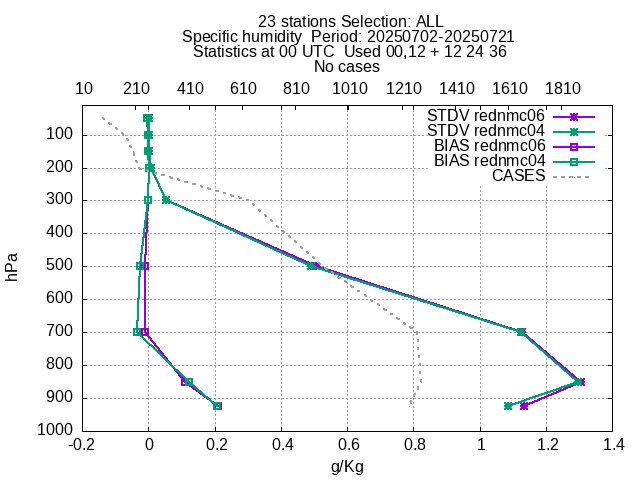 23 stations Selection: ALL
Specific humidity  Period: 20250702-20250721
Statistics at 00 UTC  Used 00,12 + 12 24 36
No cases
10 210 410 610 810 1010 1210 1410 1610 1810
STDV rednmc06
STDV rednmc04
BIAS rednmc06
BIAS rednmc04
CASES
100
200
300
400
500
600
700
800
900
1000
hPa
-0.2 0 0.2 0.4 0.6 0.8 1 1.2 1.4
g/Kg